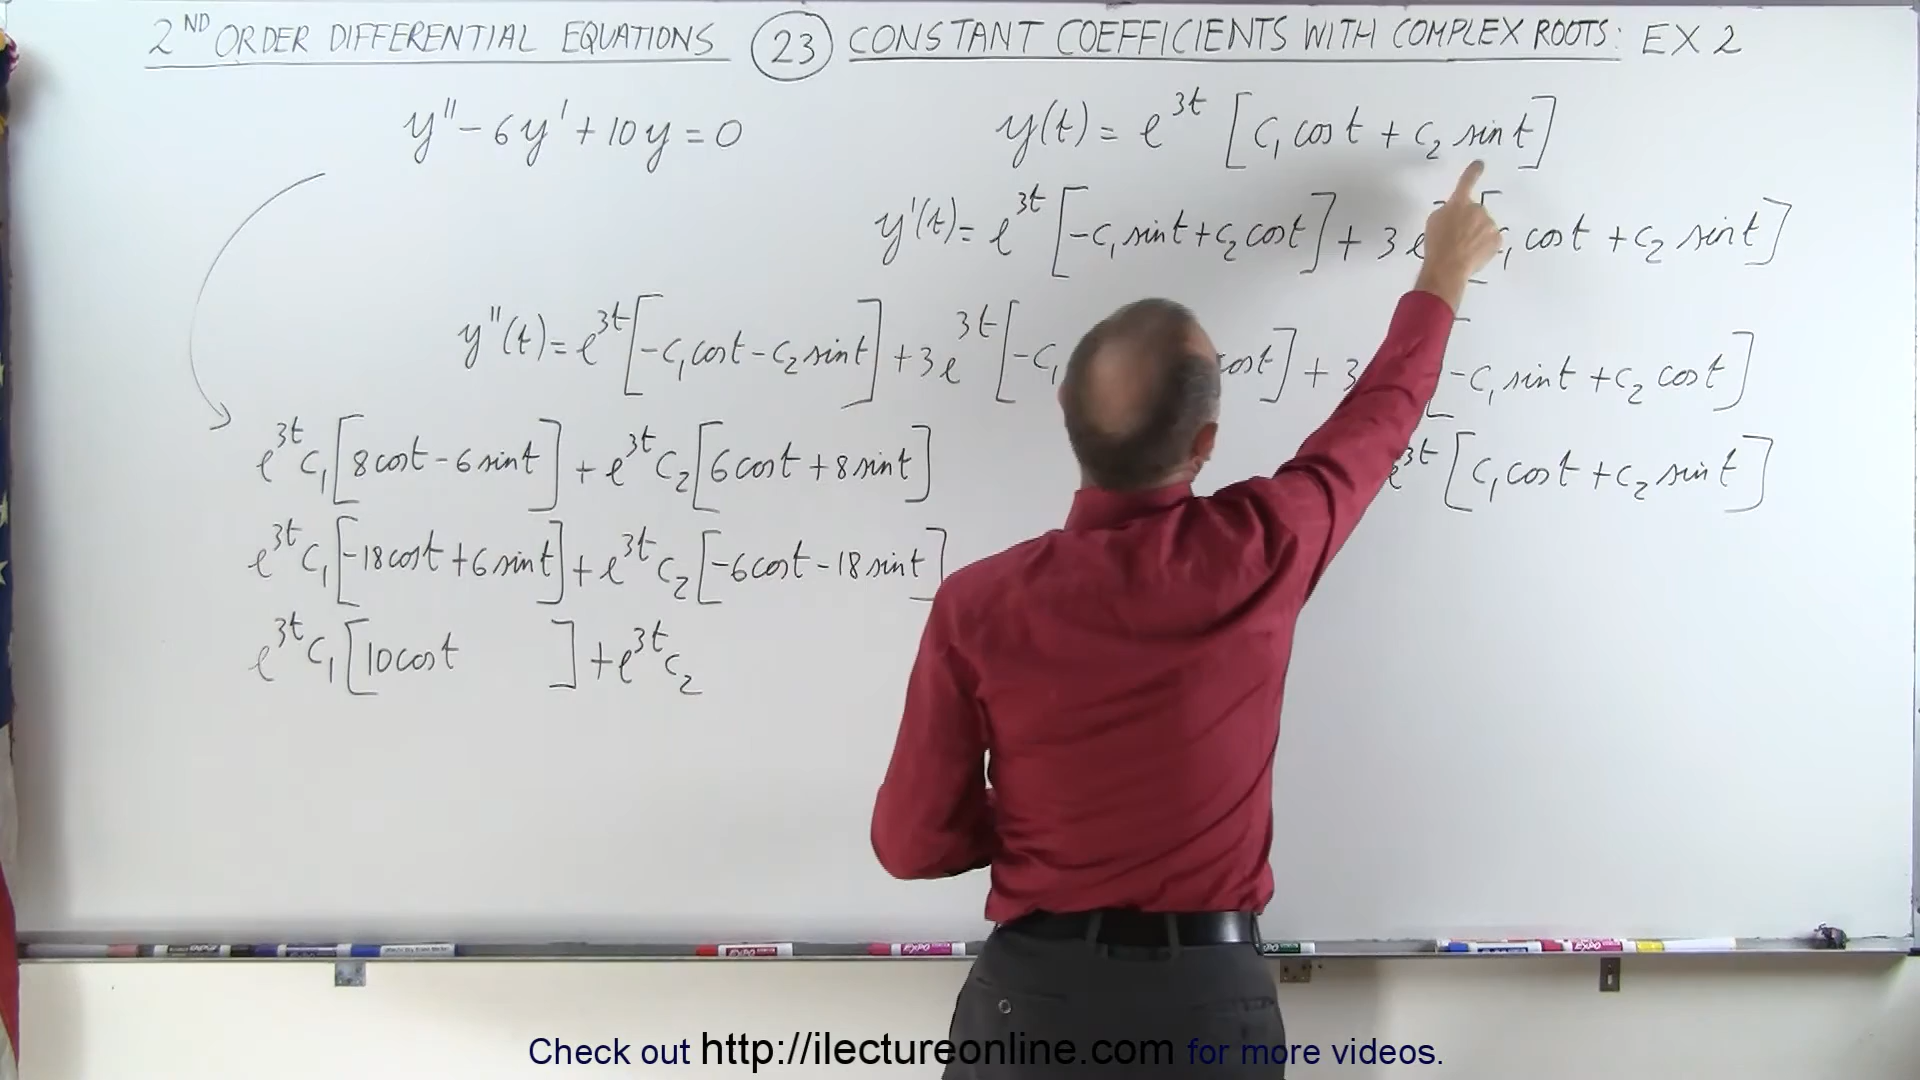 2ND ORDER DIFFERENTIAL EQUATIONS (23) CONSTANT COEFFICIENTS WITH COMPLEX ROOTS: EX 2
y'' - 6y' + 10y = 0
y(t) = e^3t [c₁ cos t + c₂ sin t]
y'(t) = e^3t [-c₁ sin t + c₂ cos t] + 3 e [c₁ cos t + c₂ sin t]
y''(t) = e^3t [-c₁ cos t - c₂ sin t] + 3e^3t [-c₁ cos t] + 3 [-c₁ sin t + c₂ cos t]
e^3t [c₁ cos t + c₂ sin t]
e^3t c₁ [8 cos t - 6 sin t] + e^3t c₂ [6 cos t + 8 sin t]
e^3t c₁ [-18 cos t + 6 sin t] + e^3t c₂ [-6 cos t - 18 sin t]
e^3t c₁ [10 cos t ] + e^3t c₂
Check out http://ilectureonline.com for more videos.